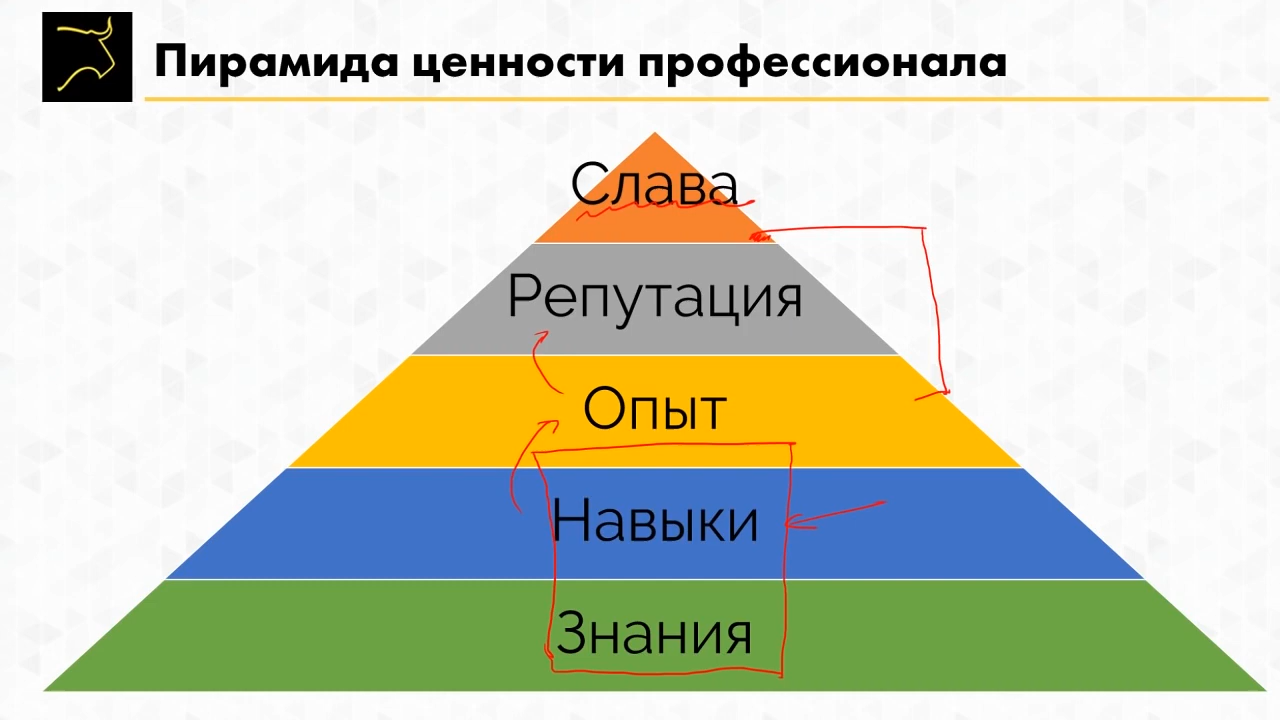 Пирамида ценности профессионала
Слава
Репутация
Опыт
Навыки
Знания